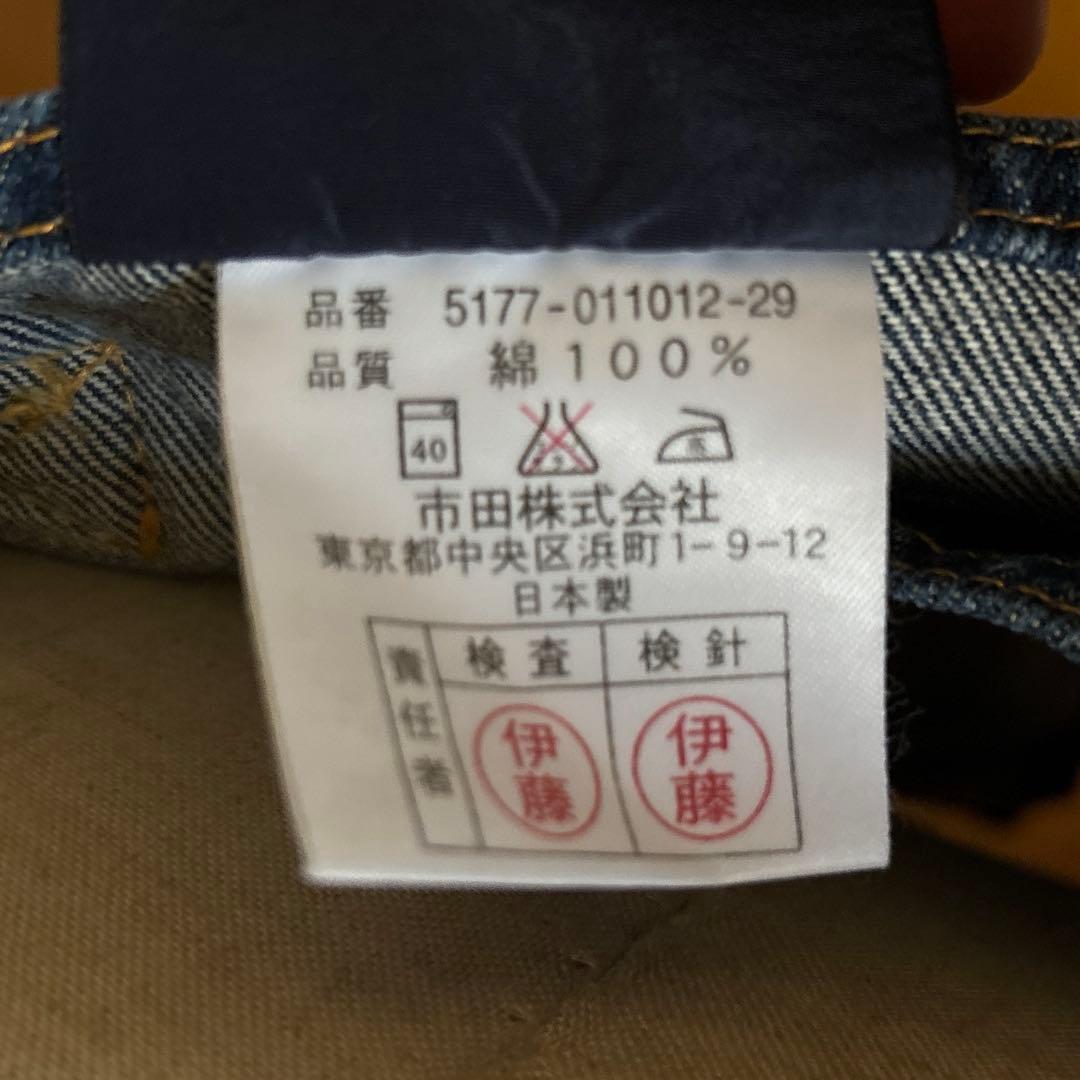 品番 5177-011012-29
品質 綿100%
40
市田株式会社
東京都中央区浜町1-9-12
日本製
責任者
検査 検針
伊藤 伊藤